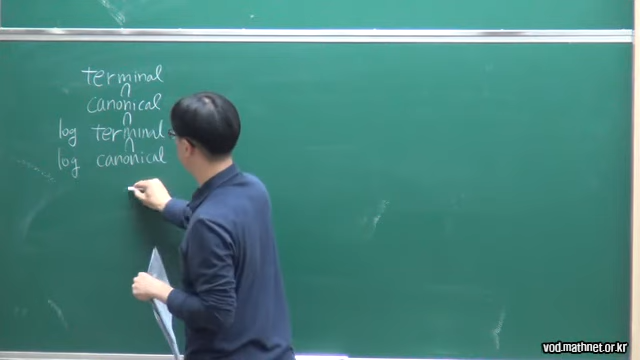 terminal
∩
canonical
∩
log terminal
∩
log canonical
vod.mathnet.or.kr